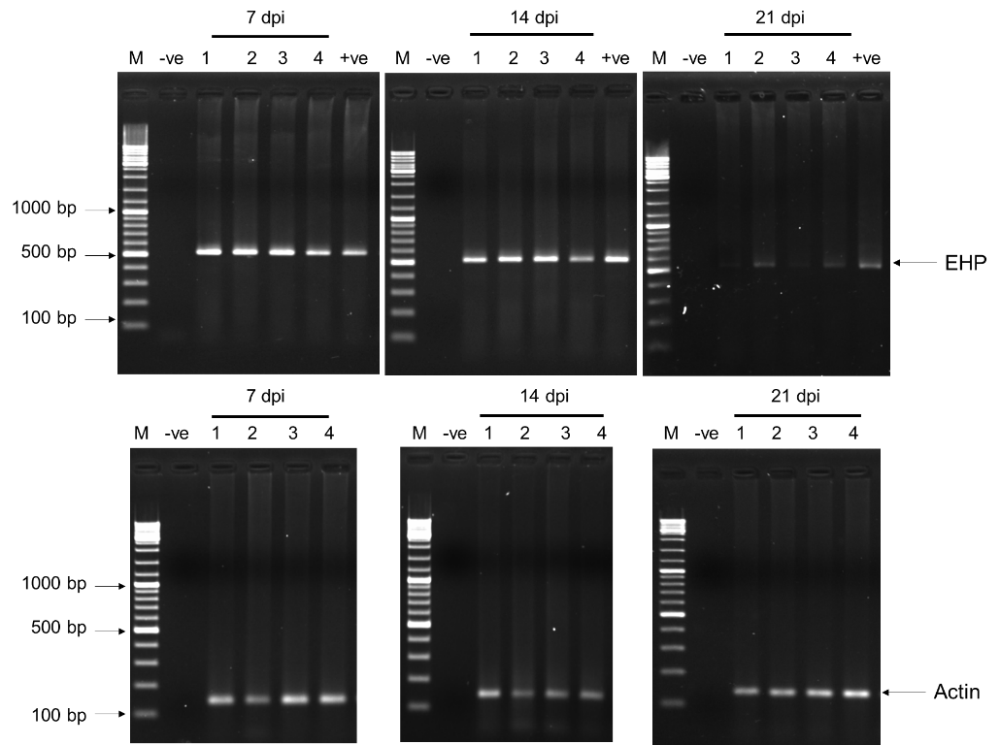 7 dpi 14 dpi 21 dpi
M -ve 1 2 3 4 +ve M -ve 1 2 3 4 +ve M -ve 1 2 3 4 +ve
1000 bp
500 bp
EHP
100 bp
7 dpi 14 dpi 21 dpi
M -ve 1 2 3 4 M -ve 1 2 3 4 M -ve 1 2 3 4
1000 bp
500 bp
Actin
100 bp